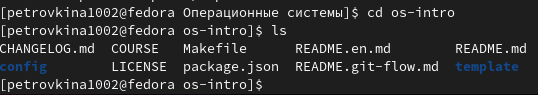 [petrovkina1002@fedora Операционные системы]$ cd os-intro
[petrovkina1002@fedora os-intro]$ ls
CHANGELOG.md COURSE Makefile README.en.md README.md
config LICENSE package.json README.git-flow.md template
[petrovkina1002@fedora os-intro]$